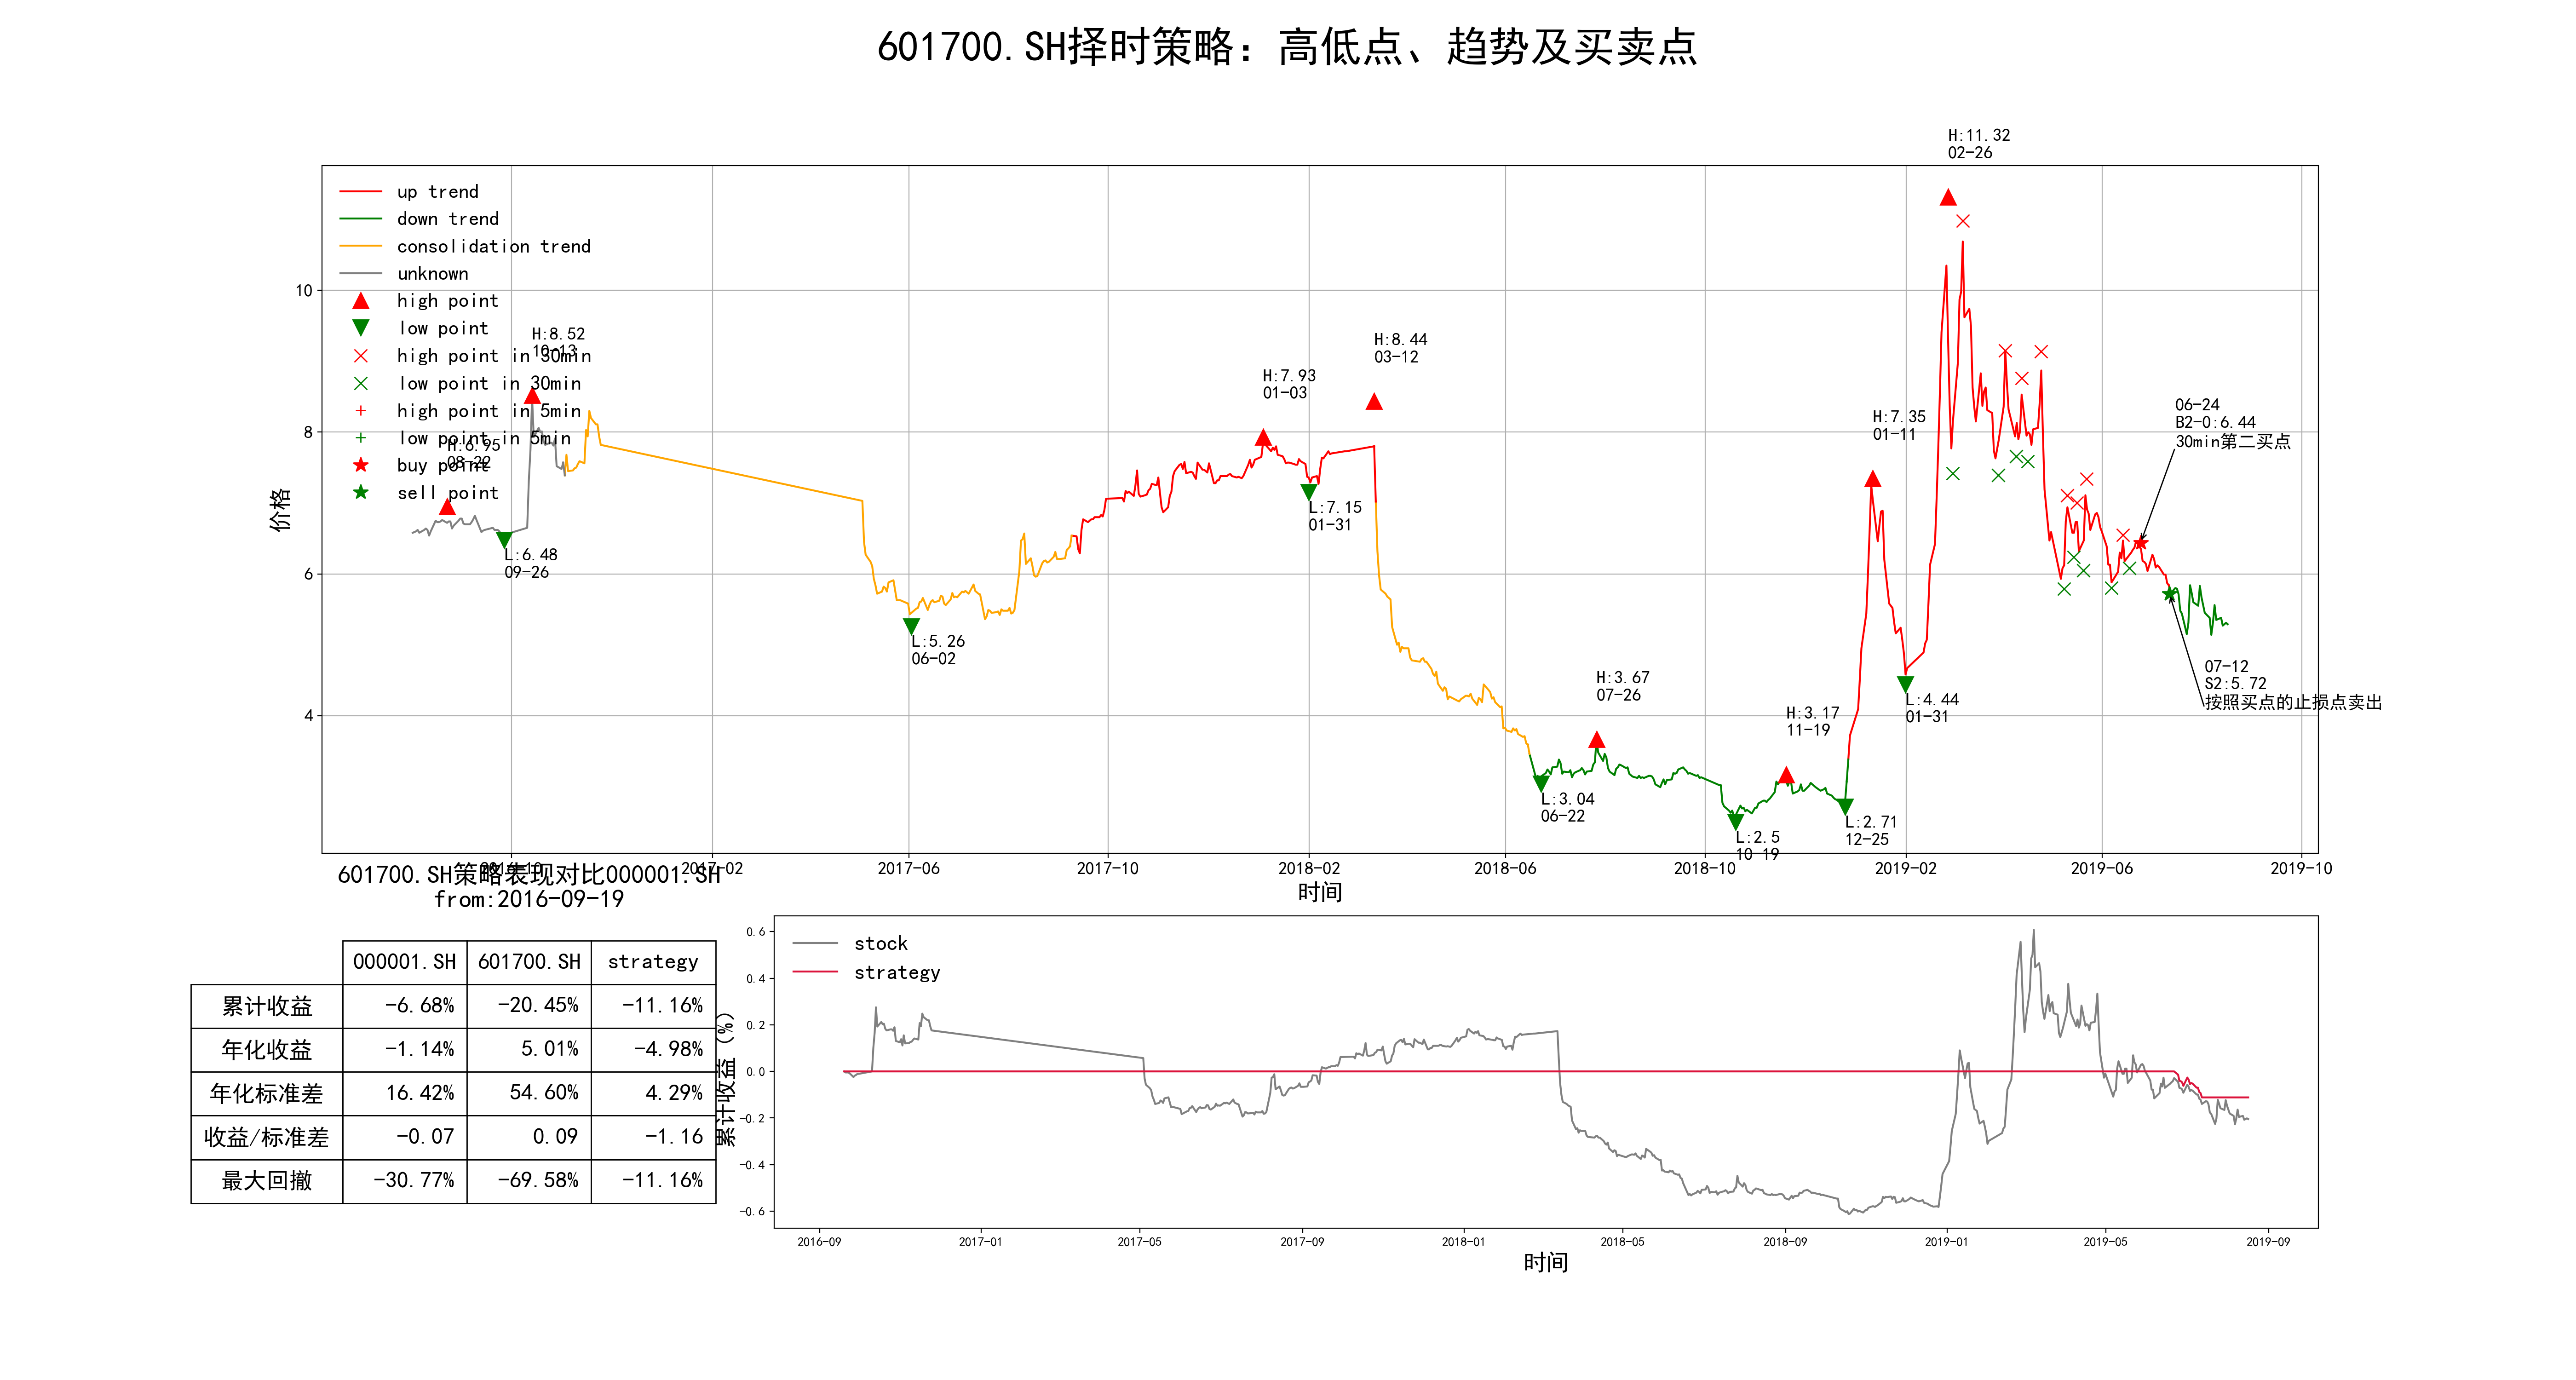 601700.SH择时策略：高低点、趋势及买卖点
H:11.32
02-26
up trend
down trend
consolidation trend
unknown
high point
low point
high point in 30min
low point in 30min
high point in 5min
low point in 5min
buy point
sell point
H:8.52
10-13
H:6.95
08-22
L:6.48
09-26
L:5.26
06-02
H:7.93
01-03
L:7.15
01-31
H:8.44
03-12
L:3.04
06-22
H:3.67
07-26
L:2.5
10-19
H:3.17
11-19
L:2.71
12-25
H:7.35
01-11
L:4.44
01-31
06-24
B2-0:6.44
30min第二买点
07-12
S2:5.72
按照买点的止损点卖出
价格
10
8
6
4
2016-10
2017-02
2017-06
2017-10
2018-02
2018-06
2018-10
2019-02
2019-06
2019-10
时间
601700.SH策略表现对比000001.SH
from:2016-09-19
000001.SH 601700.SH strategy
累计收益 -6.68% -20.45% -11.16%
年化收益 -1.14% 5.01% -4.98%
年化标准差 16.42% 54.60% 4.29%
收益/标准差 -0.07 0.09 -1.16
最大回撤 -30.77% -69.58% -11.16%
stock
strategy
累计收益（%）
0.6
0.4
0.2
0.0
-0.2
-0.4
-0.6
2016-09
2017-01
2017-05
2017-09
2018-01
2018-05
2018-09
2019-01
2019-05
2019-09
时间